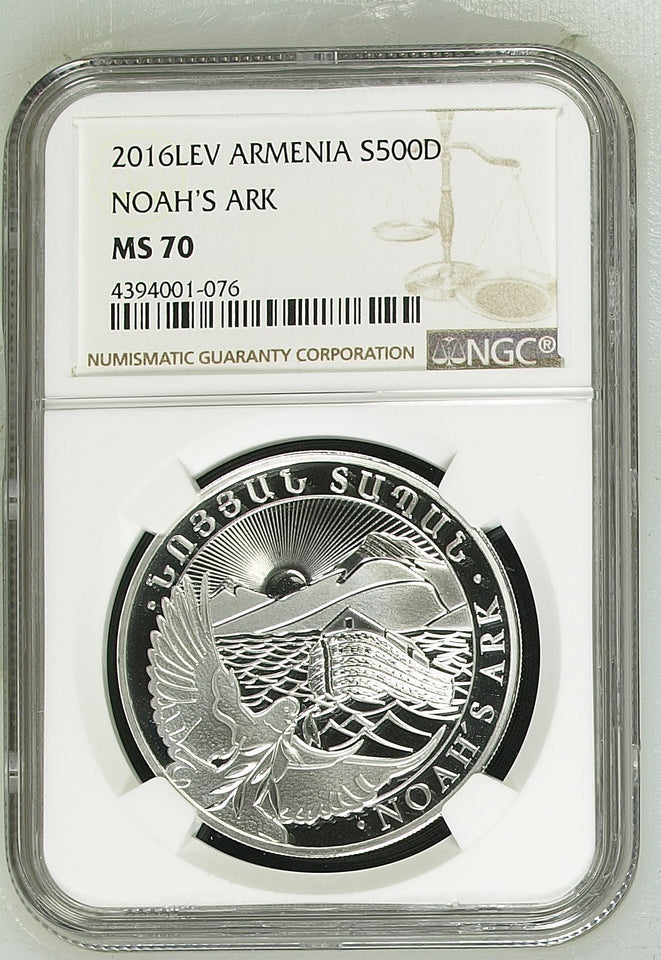 2016LEV ARMENIA S500D
NOAH'S ARK
MS 70
4394001-076
NUMISMATIC GUARANTY CORPORATION
NGC®
· ՆՈՅՅԱՆ ՏԱՊԱՆ ·
· NOAH'S ARK